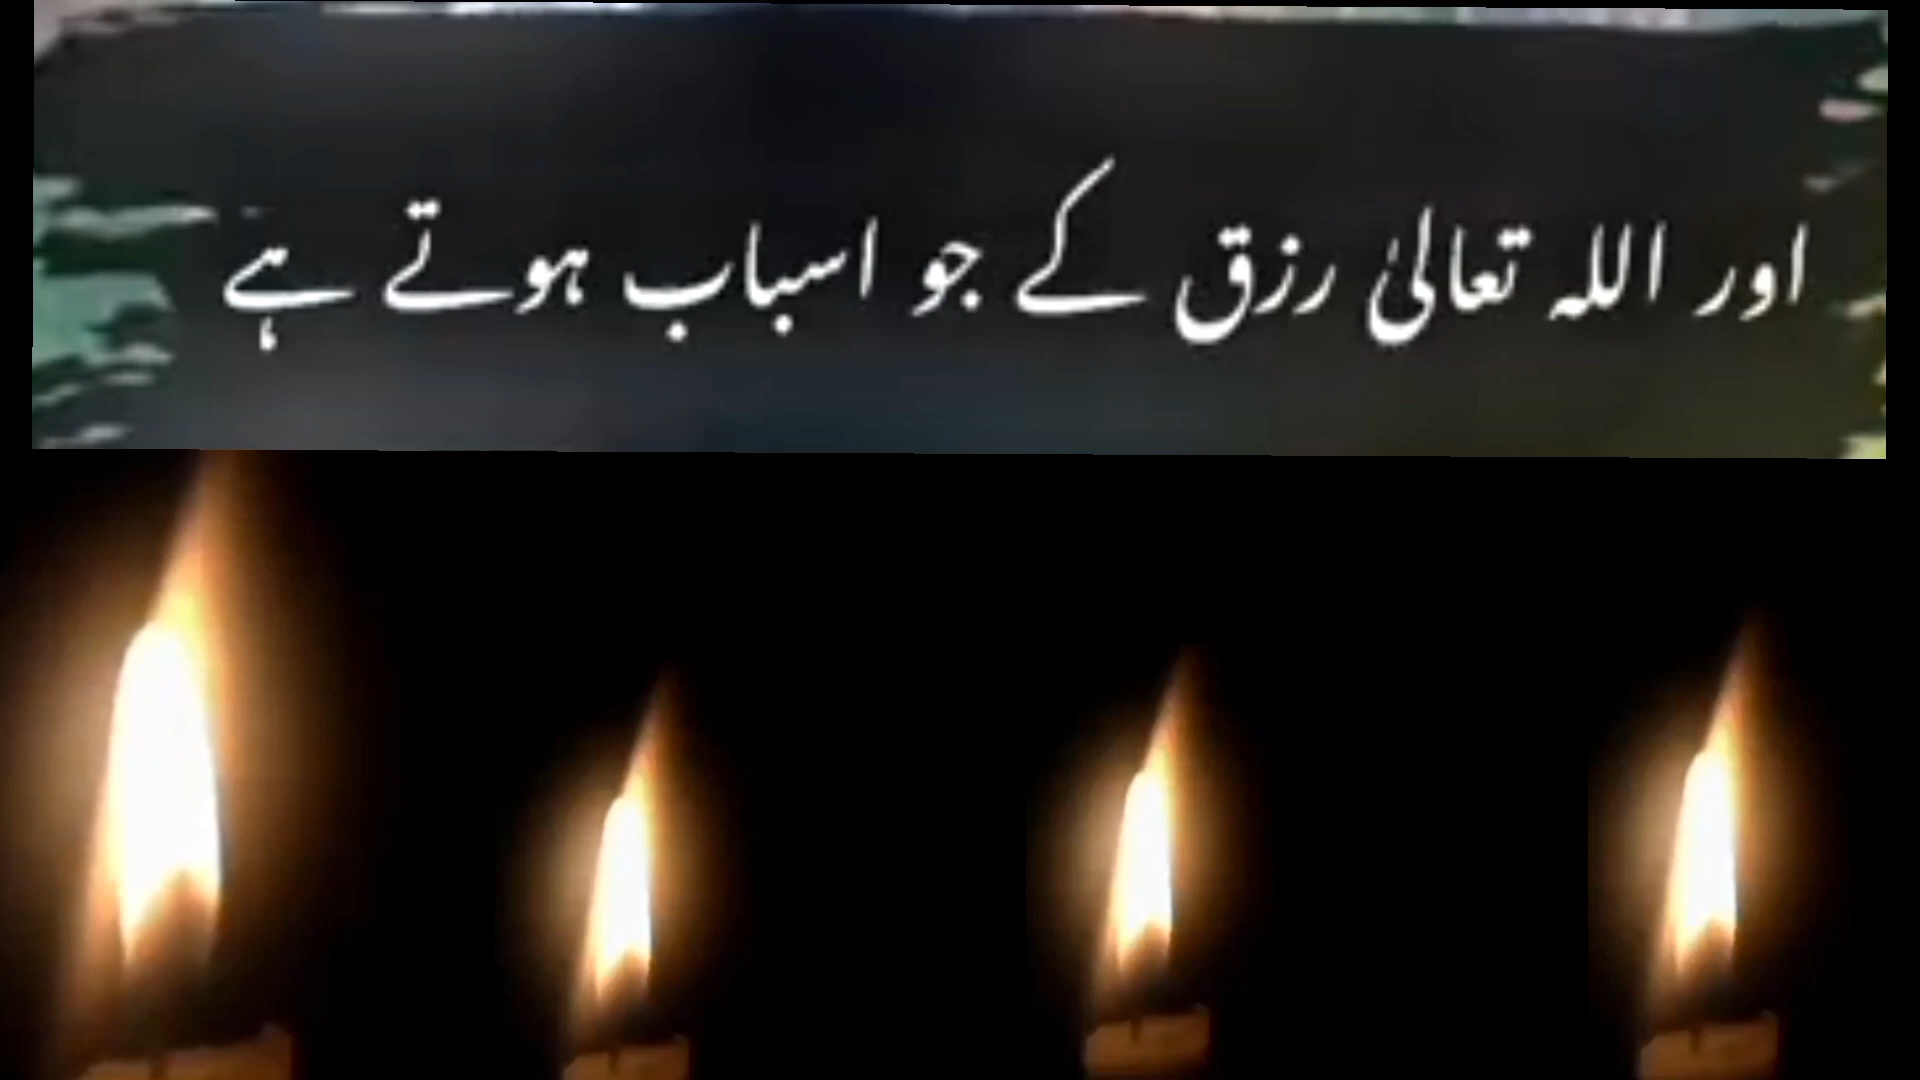 اور اللہ تعالیٰ رزق کے جو اسباب ہوتے ہے